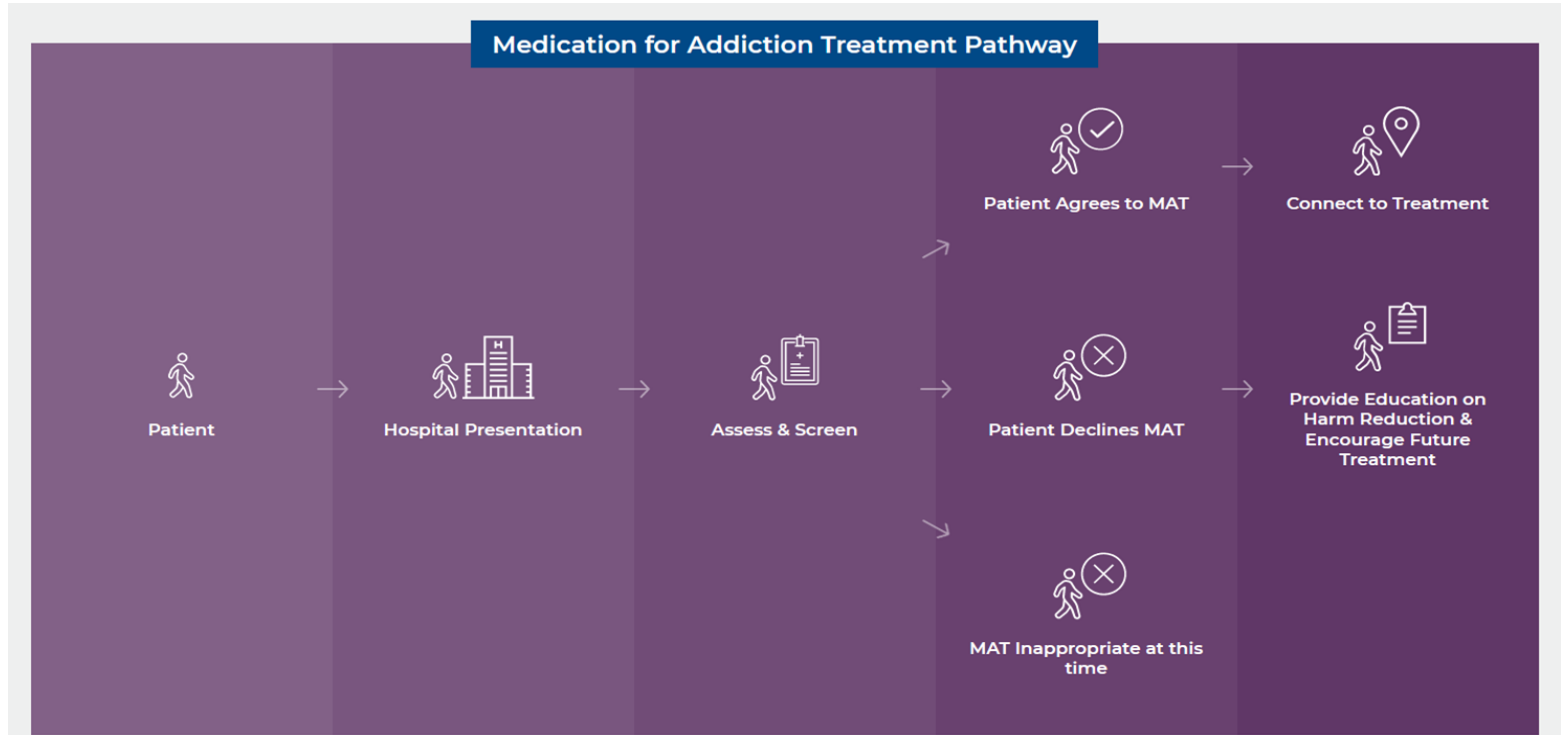 Medication for Addiction Treatment Pathway
Patient
Hospital Presentation
H
Assess & Screen
Patient Agrees to MAT
Connect to Treatment
Patient Declines MAT
Provide Education on
Harm Reduction &
Encourage Future
Treatment
MAT Inappropriate at this
time